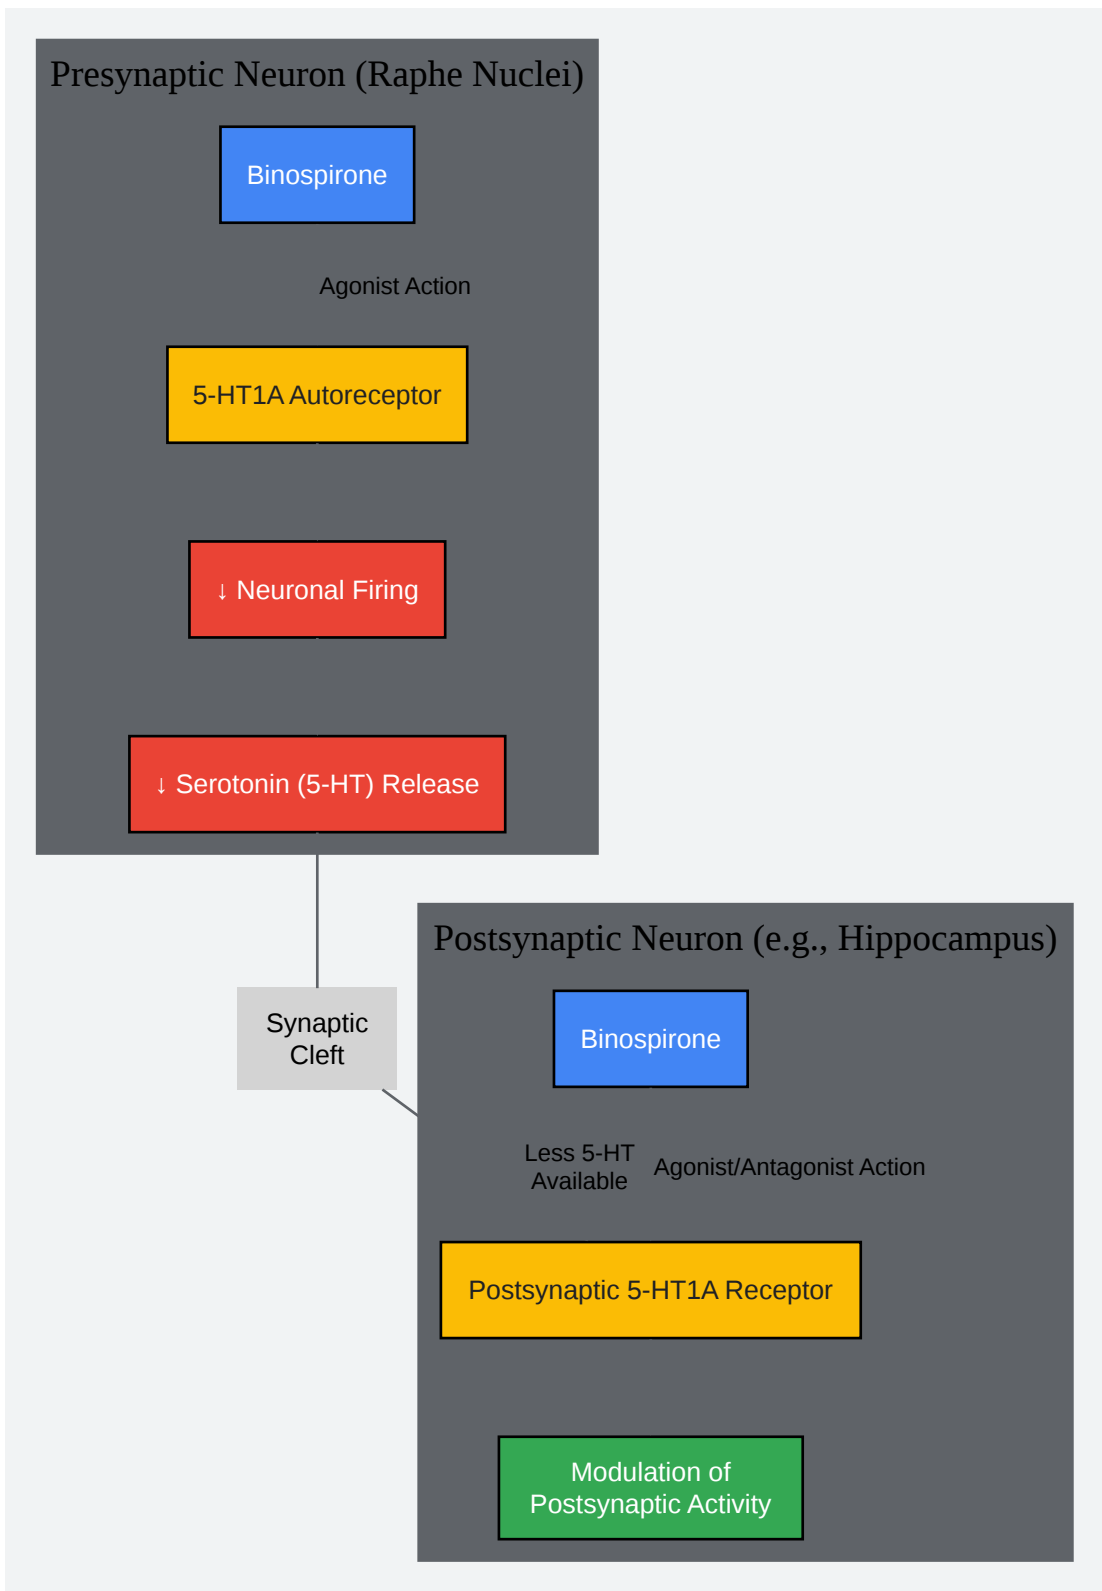 Presynaptic Neuron (Raphe Nuclei)
Binospirone
Agonist Action
5-HT1A Autoreceptor
↓ Neuronal Firing
↓ Serotonin (5-HT) Release
Synaptic
Cleft
Postsynaptic Neuron (e.g., Hippocampus)
Binospirone
Less 5-HT
Available
Agonist/Antagonist Action
Postsynaptic 5-HT1A Receptor
Modulation of
Postsynaptic Activity